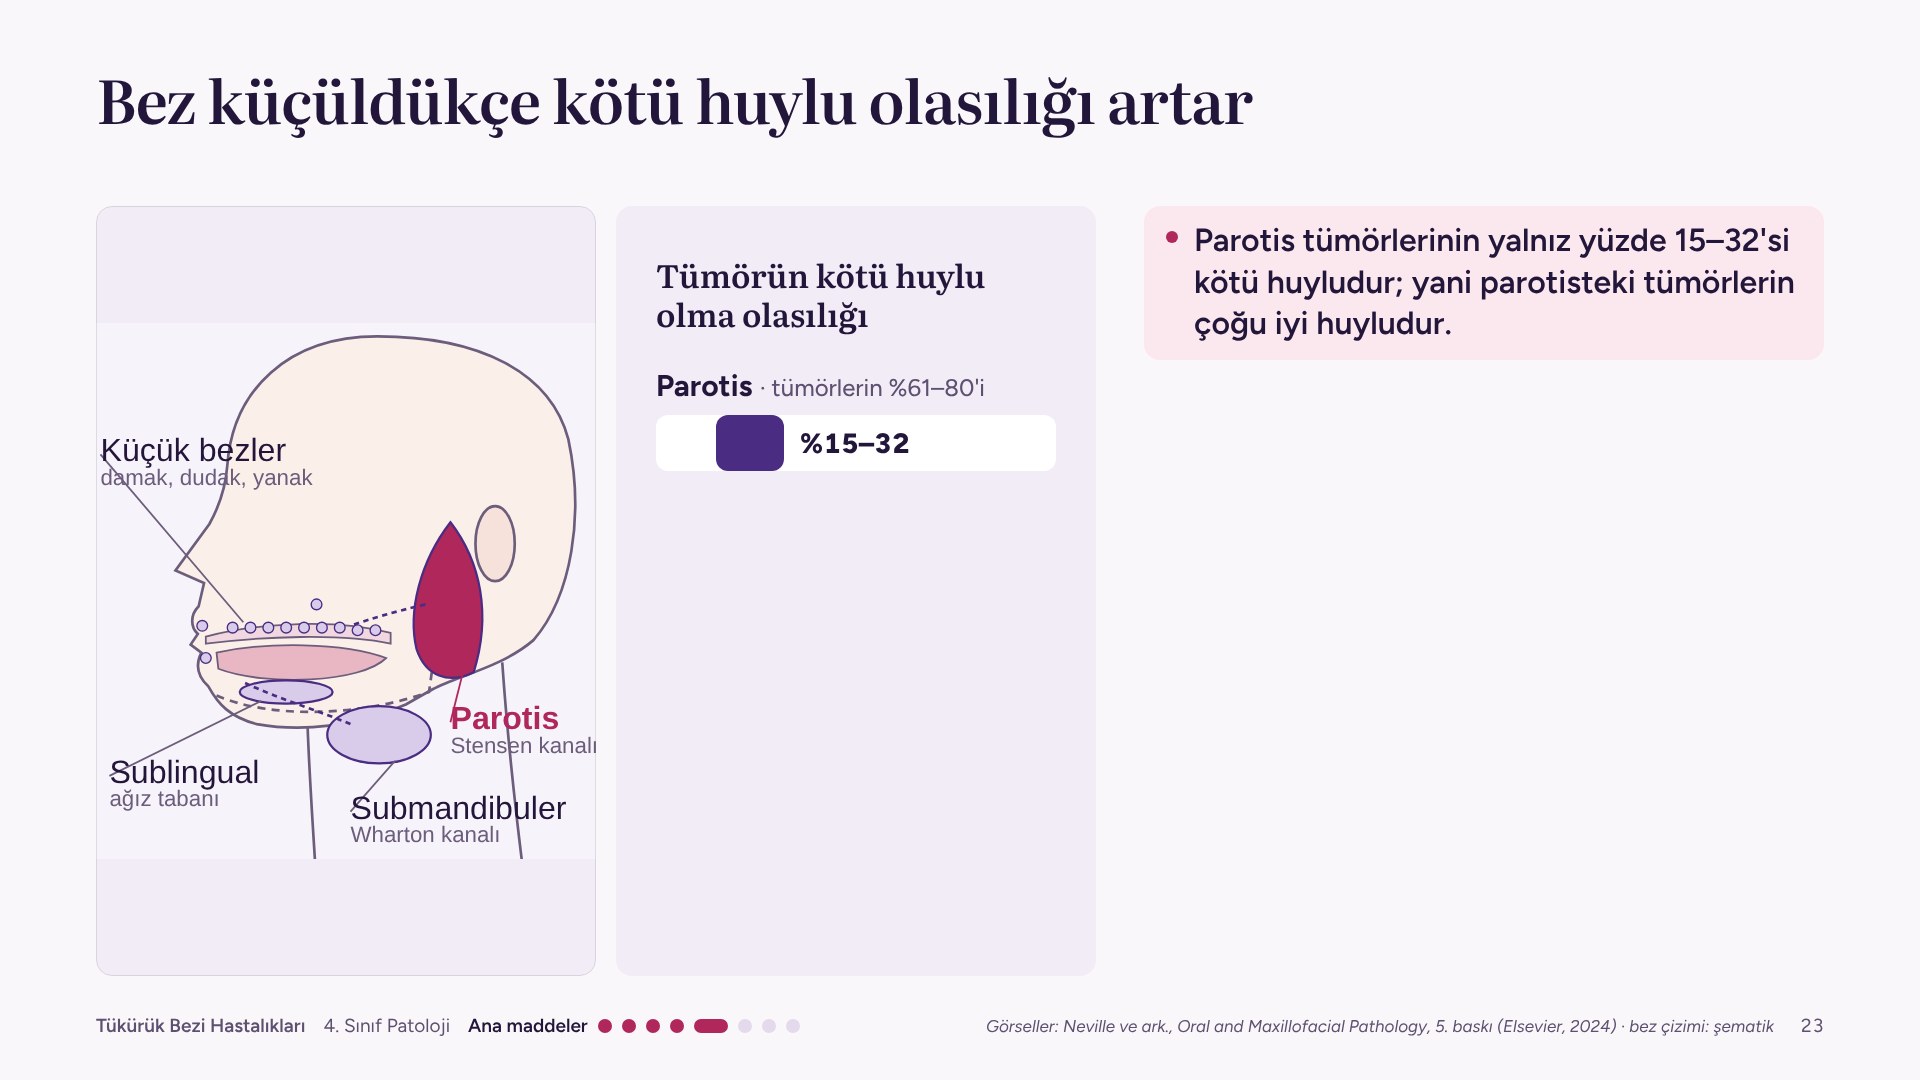 Bez küçüldükçe kötü huylu olasılığı artar
Küçük bezler
damak, dudak, yanak
Parotis
Stensen kanalı
Sublingual
ağız tabanı
Submandibuler
Wharton kanalı
Tümörün kötü huylu
olma olasılığı
Parotis · tümörlerin %61–80'i
%15–32
Parotis tümörlerinin yalnız yüzde 15–32'si
kötü huyludur; yani parotisteki tümörlerin
çoğu iyi huyludur.
Tükürük Bezi Hastalıkları 4. Sınıf Patoloji Ana maddeler
Görseller: Neville ve ark., Oral and Maxillofacial Pathology, 5. baskı (Elsevier, 2024) · bez çizimi: şematik 23